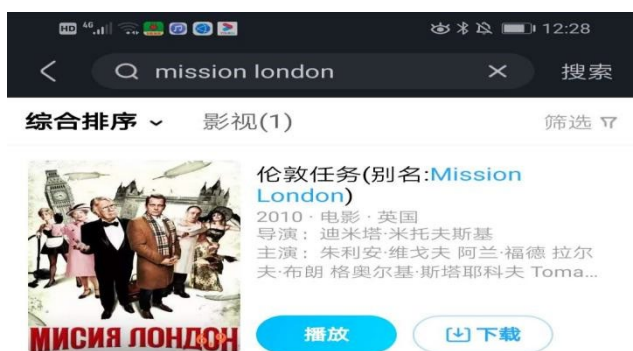 HD 4G 12:28
mission london × 搜索
综合排序 影视(1) 筛选
伦敦任务(别名:Mission
London)
2010 · 电影 · 英国
导演：迪米塔·米托夫斯基
主演：朱利安·维戈夫 阿兰·福德 拉尔
夫·布朗 格奥尔基·斯塔耶科夫 Toma...
МИСИЯ ЛОНДОН
6.9
播放 下载